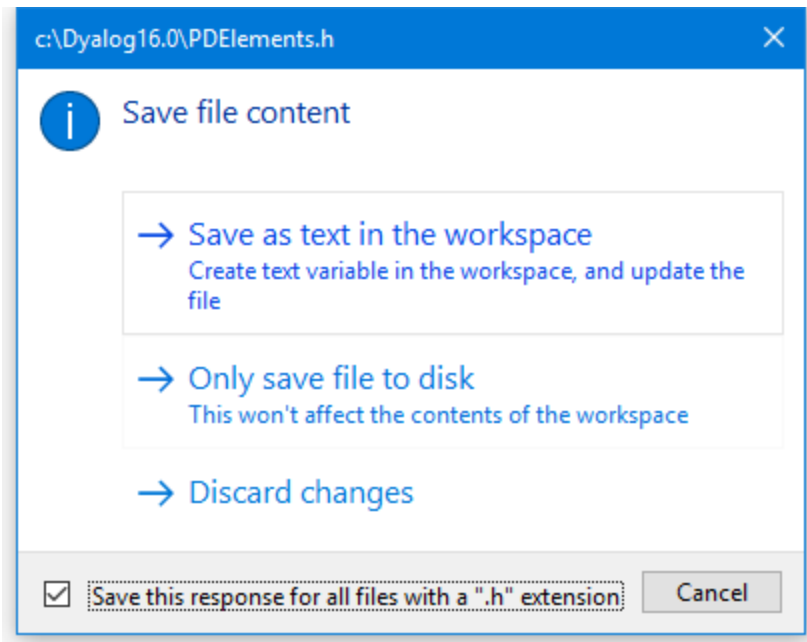 c:\Dyalog16.0\PDElements.h
Save file content
Save as text in the workspace
Create text variable in the workspace, and update the
file
Only save file to disk
This won't affect the contents of the workspace
Discard changes
Save this response for all files with a ".h" extension
Cancel